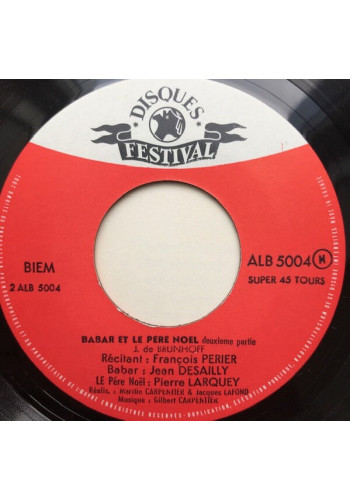 DISQUES
FESTIVAL
BIEM
2 ALB 5004
ALB 5004 M
SUPER 45 TOURS
BABAR ET LE PERE NOEL deuxième partie
J. de BRUNHOFF
Récitant : François PERIER
Babar : Jean DESAILLY
LE Père Noël : Pierre LARQUEY
Réalis. : Maritie CARPENTIER & Jacques LAFOND
Musique : Gilbert CARPENTIER